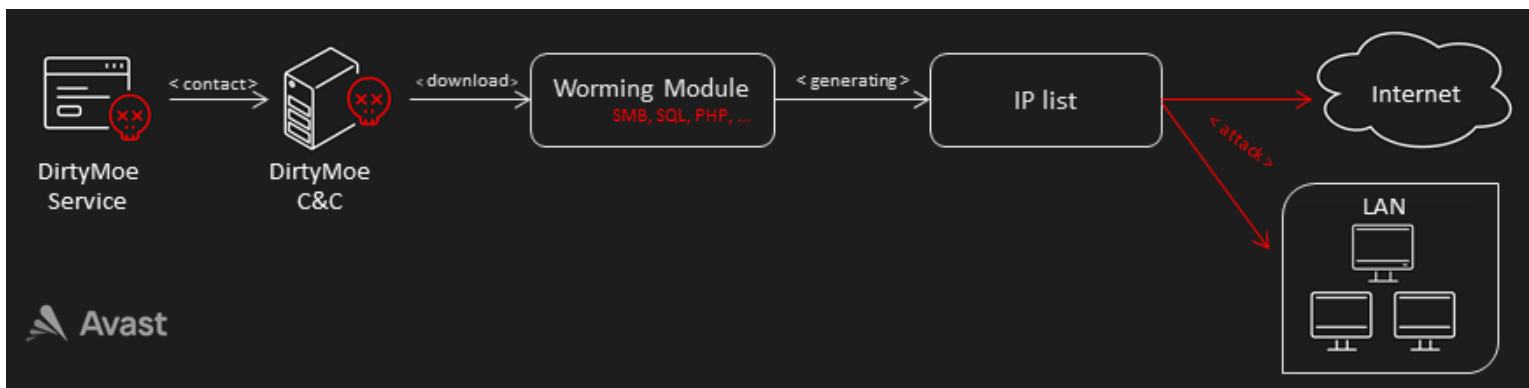 < contact>
DirtyMoe
Service
DirtyMoe
C&C
<download>
Worming Module
SMB, SQL, PHP, ...
< generating>
IP list
<attack>
Internet
LAN
Avast